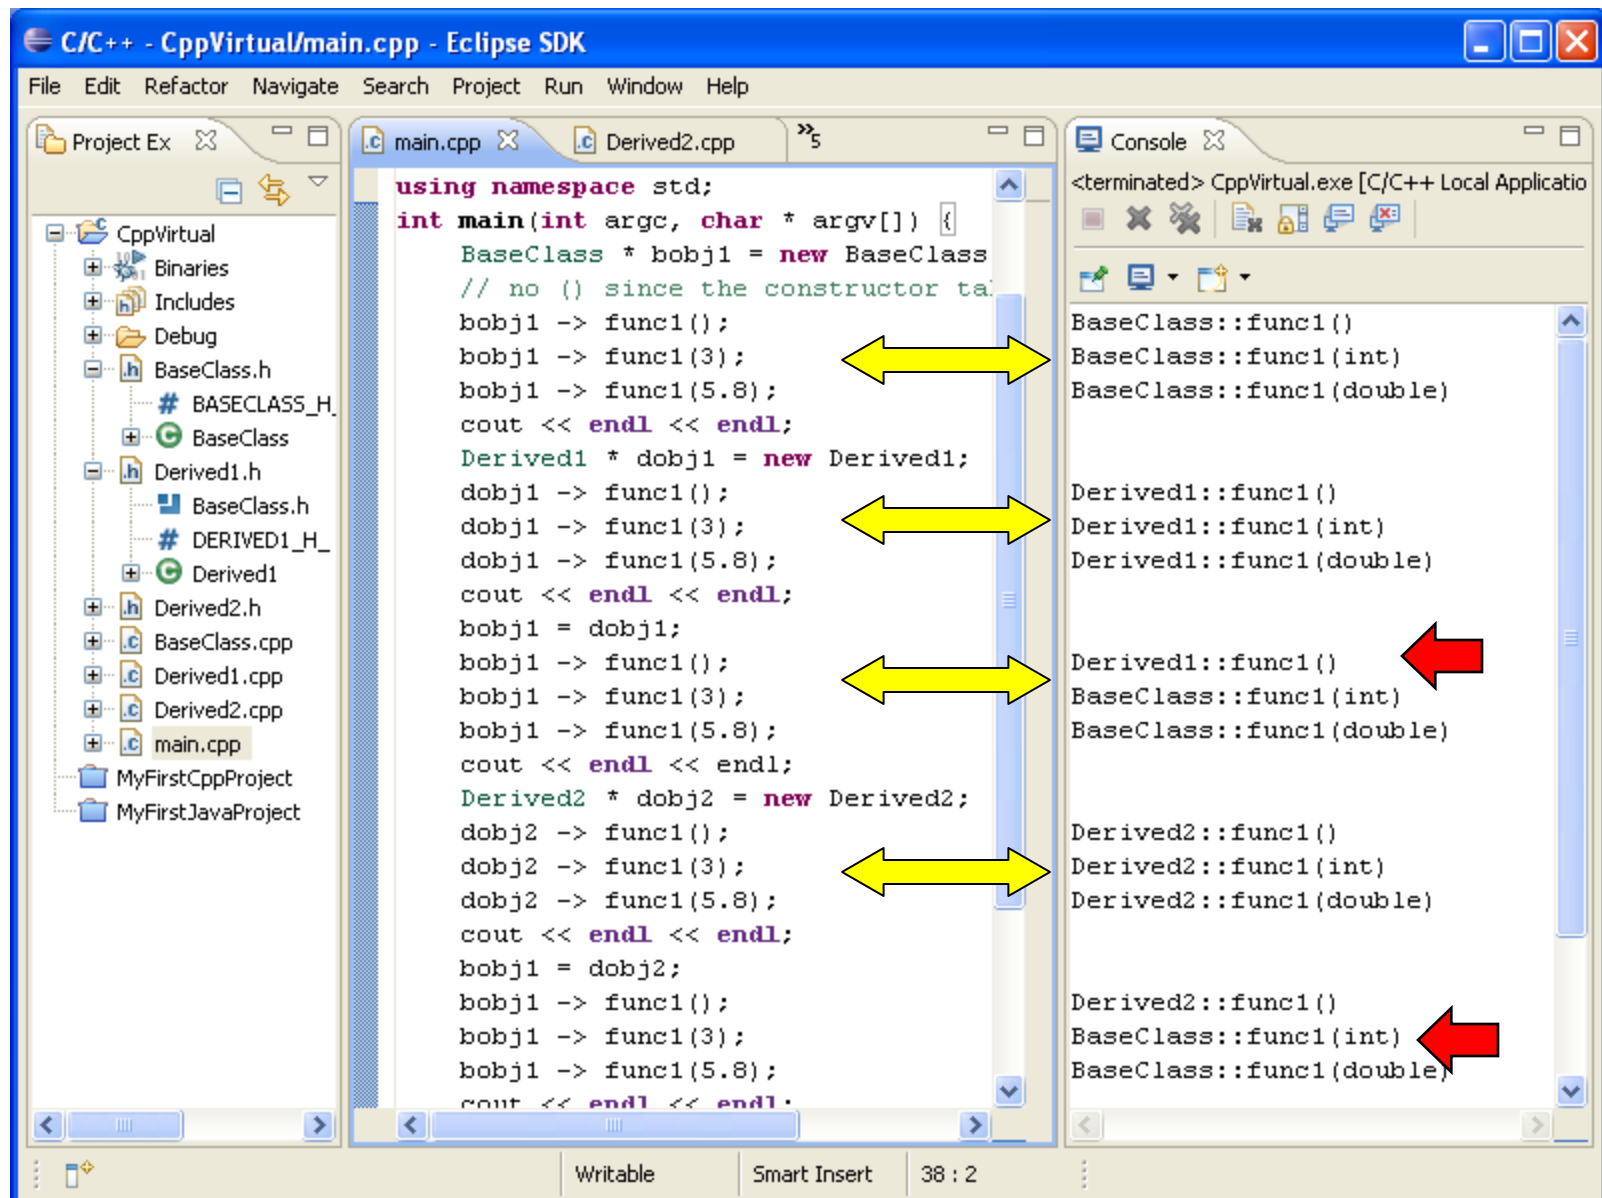 C/C++ - CppVirtual/main.cpp - Eclipse SDK
File Edit Refactor Navigate Search Project Run Window Help
Project Ex
CppVirtual
Binaries
Includes
Debug
BaseClass.h
# BASECLASS_H_
BaseClass
Derived1.h
BaseClass.h
# DERIVED1_H_
Derived1
Derived2.h
BaseClass.cpp
Derived1.cpp
Derived2.cpp
main.cpp
MyFirstCppProject
MyFirstJavaProject
main.cpp Derived2.cpp »5
using namespace std;
int main(int argc, char * argv[]) {
BaseClass * bobj1 = new BaseClass
// no () since the constructor ta
bobj1 -> func1();
bobj1 -> func1(3);
bobj1 -> func1(5.8);
cout << endl << endl;
Derived1 * dobj1 = new Derived1;
dobj1 -> func1();
dobj1 -> func1(3);
dobj1 -> func1(5.8);
cout << endl << endl;
bobj1 = dobj1;
bobj1 -> func1();
bobj1 -> func1(3);
bobj1 -> func1(5.8);
cout << endl << endl;
Derived2 * dobj2 = new Derived2;
dobj2 -> func1();
dobj2 -> func1(3);
dobj2 -> func1(5.8);
cout << endl << endl;
bobj1 = dobj2;
bobj1 -> func1();
bobj1 -> func1(3);
bobj1 -> func1(5.8);
cout << endl << endl;
Console
<terminated> CppVirtual.exe [C/C++ Local Applicatio
BaseClass::func1()
BaseClass::func1(int)
BaseClass::func1(double)
Derived1::func1()
Derived1::func1(int)
Derived1::func1(double)
Derived1::func1()
BaseClass::func1(int)
BaseClass::func1(double)
Derived2::func1()
Derived2::func1(int)
Derived2::func1(double)
Derived2::func1()
BaseClass::func1(int)
BaseClass::func1(double)
Writable Smart Insert 38 : 2